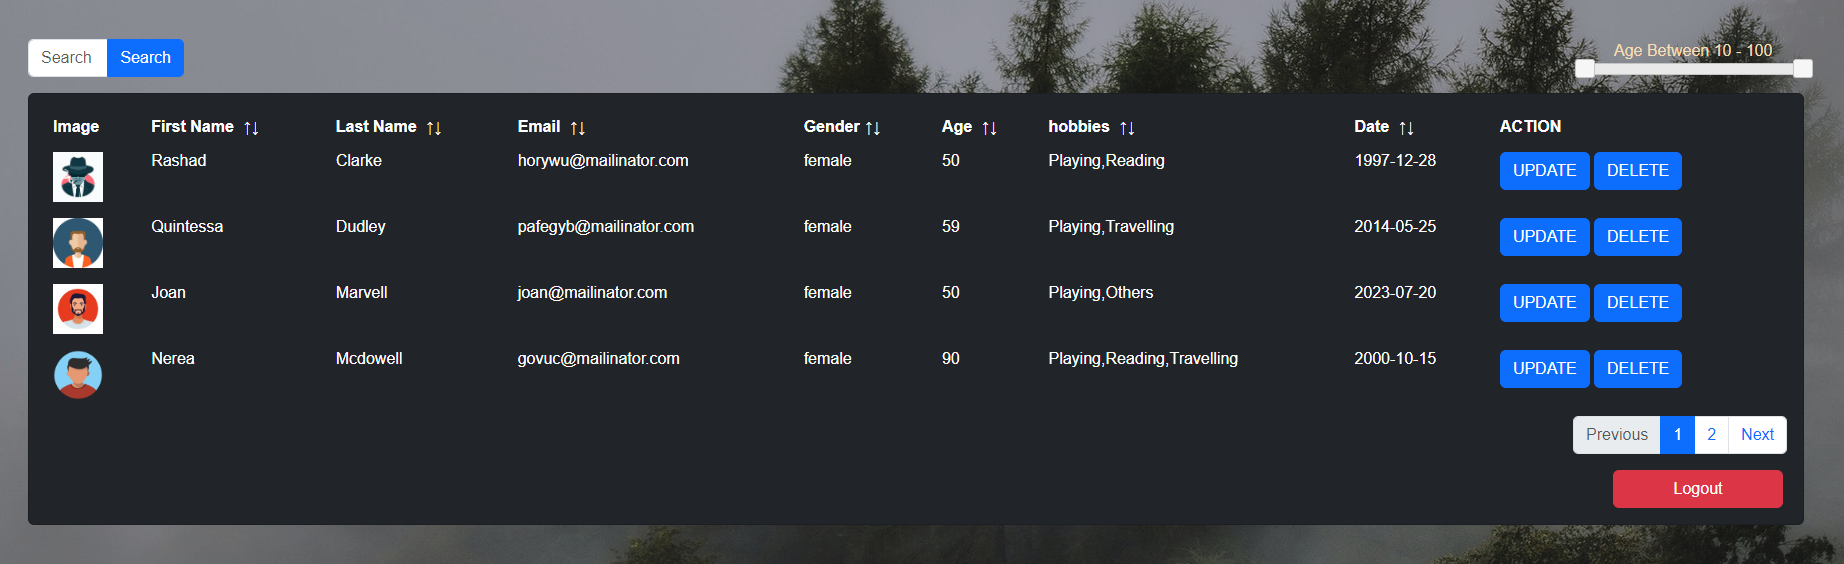 Search Search
Age Between 10 - 100
Image First Name ↑↓ Last Name ↑↓ Email ↑↓ Gender ↑↓ Age ↑↓ hobbies ↑↓ Date ↑↓ ACTION
Rashad Clarke horywu@mailinator.com female 50 Playing,Reading 1997-12-28 UPDATE DELETE
Quintessa Dudley pafegyb@mailinator.com female 59 Playing,Travelling 2014-05-25 UPDATE DELETE
Joan Marvell joan@mailinator.com female 50 Playing,Others 2023-07-20 UPDATE DELETE
Nerea Mcdowell govuc@mailinator.com female 90 Playing,Reading,Travelling 2000-10-15 UPDATE DELETE
Previous 1 2 Next
Logout